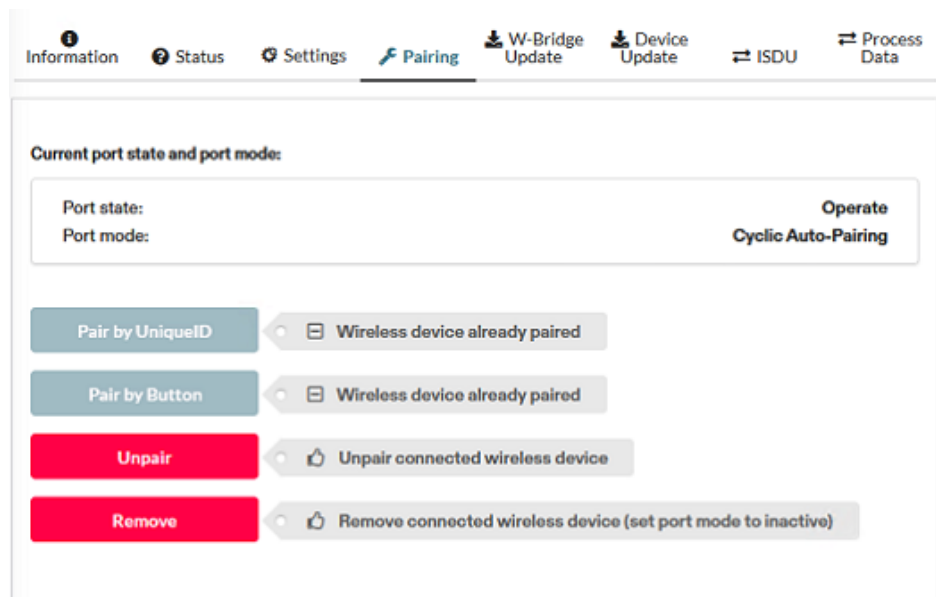 Information
Status
Settings
Pairing
W-Bridge
Update
Device
Update
ISDU
Process
Data
Current port state and port mode:
Port state: Operate
Port mode: Cyclic Auto-Pairing
Pair by UniqueID Wireless device already paired
Pair by Button Wireless device already paired
Unpair Unpair connected wireless device
Remove Remove connected wireless device (set port mode to inactive)